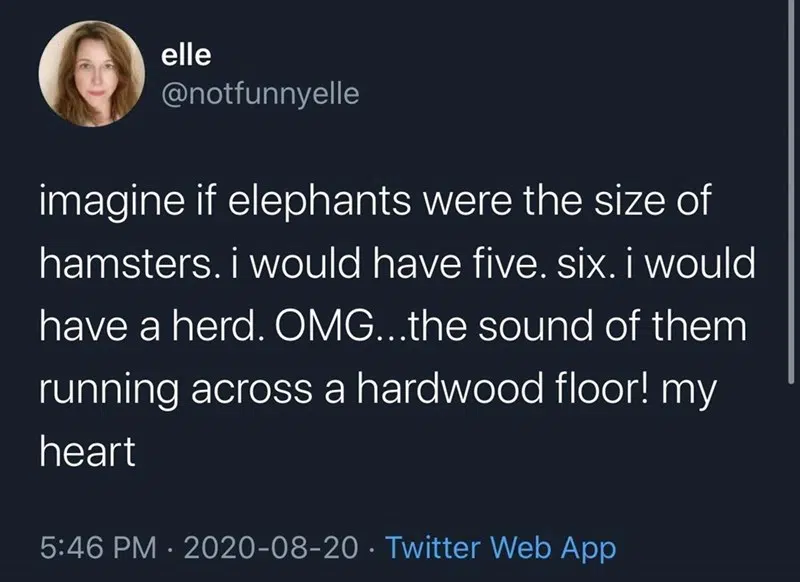 elle
@notfunnyelle
imagine if elephants were the size of
hamsters. i would have five. six. i would
have a herd. OMG...the sound of them
running across a hardwood floor! my
heart
5:46 PM · 2020-08-20 · Twitter Web App